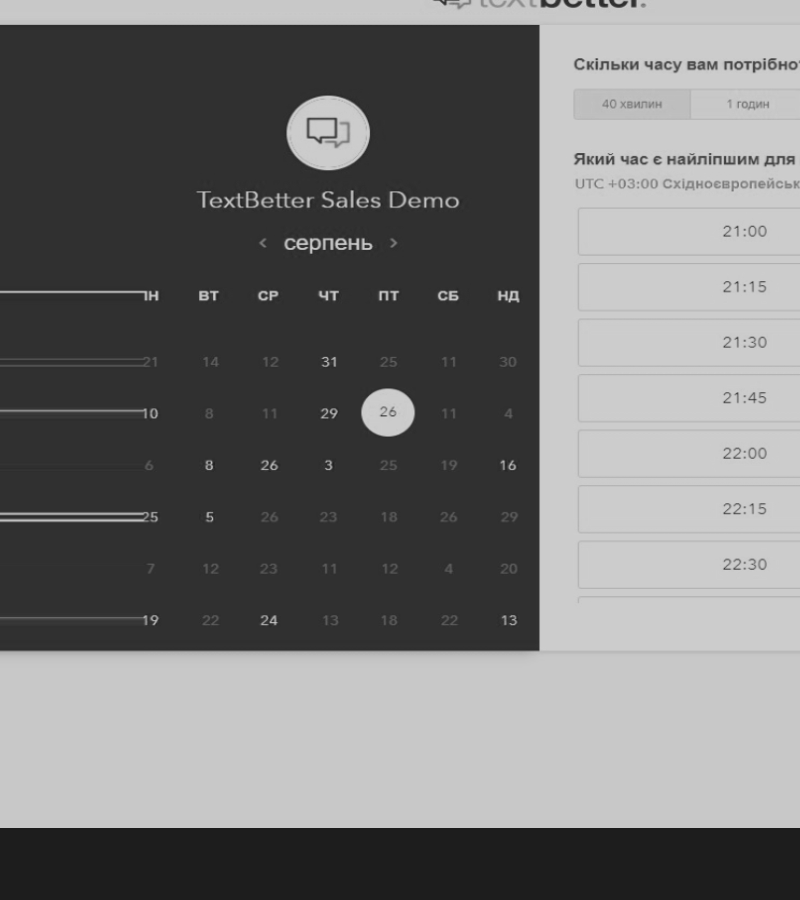 textbetter.
TextBetter Sales Demo
серпень
ПН ВТ СР ЧТ ПТ СБ НД
21 14 12 31 25 11 30
10 8 11 29 26 11 4
6 8 26 3 25 19 16
25 5 26 23 18 26 29
7 12 23 11 12 4 20
19 22 24 13 18 22 13
Скільки часу вам потрібно
40 хвилин 1 годин
Який час є найліпшим для
UTC +03:00 Східноєвропейськ
21:00
21:15
21:30
21:45
22:00
22:15
22:30